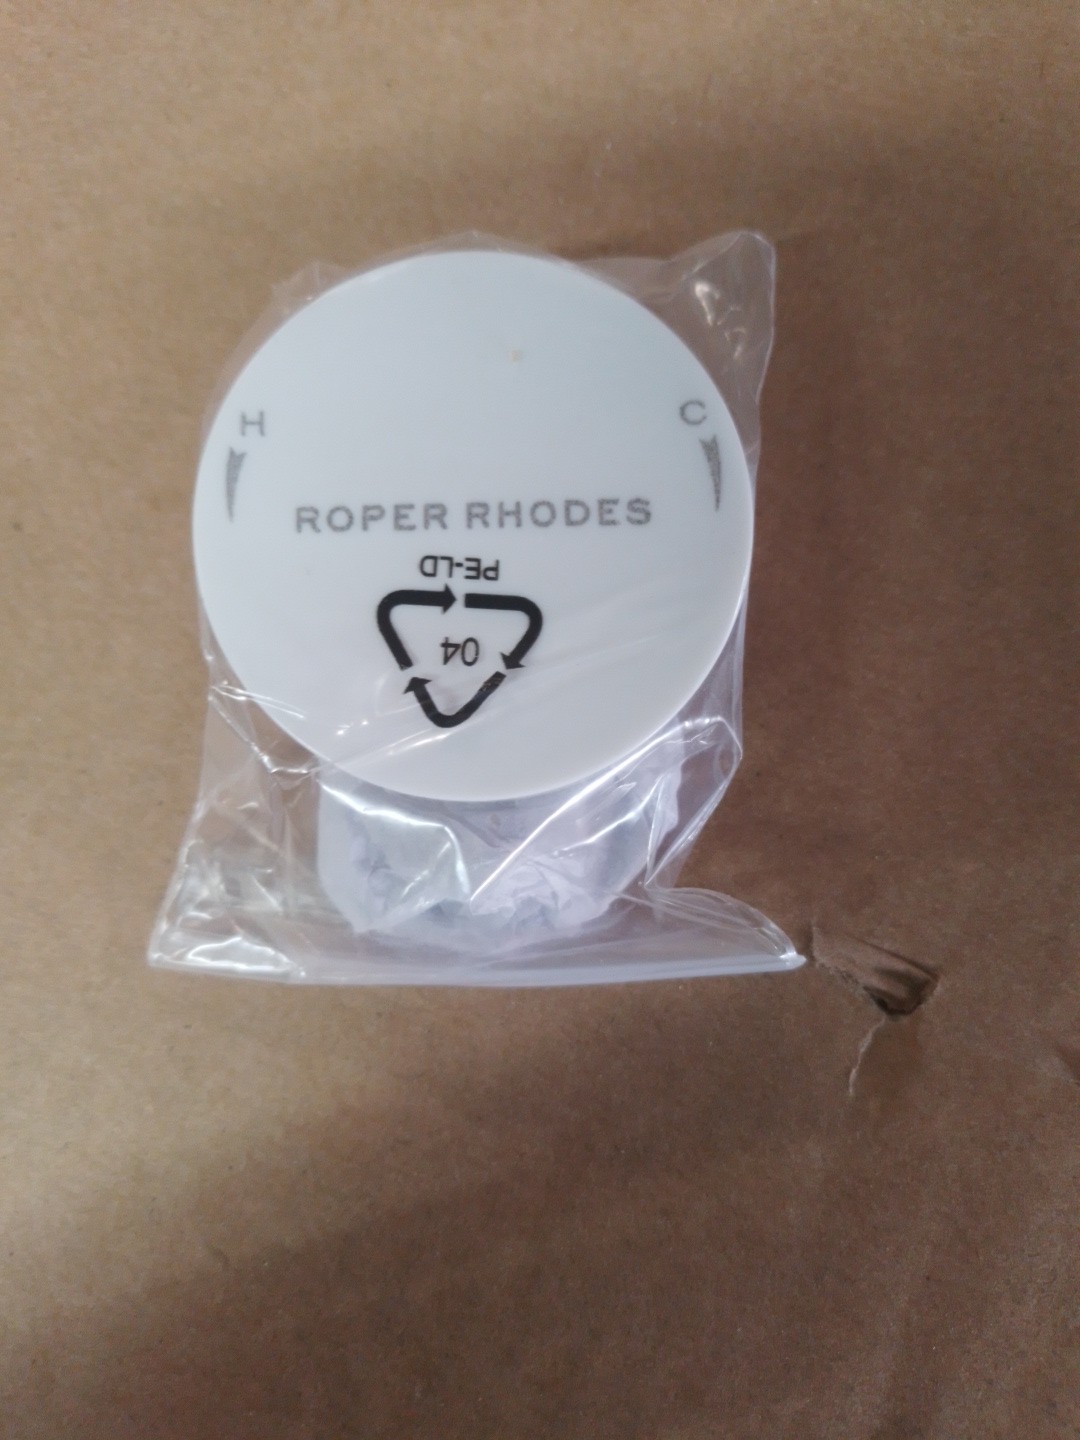 H
C
ROPER RHODES
PE-LD
04